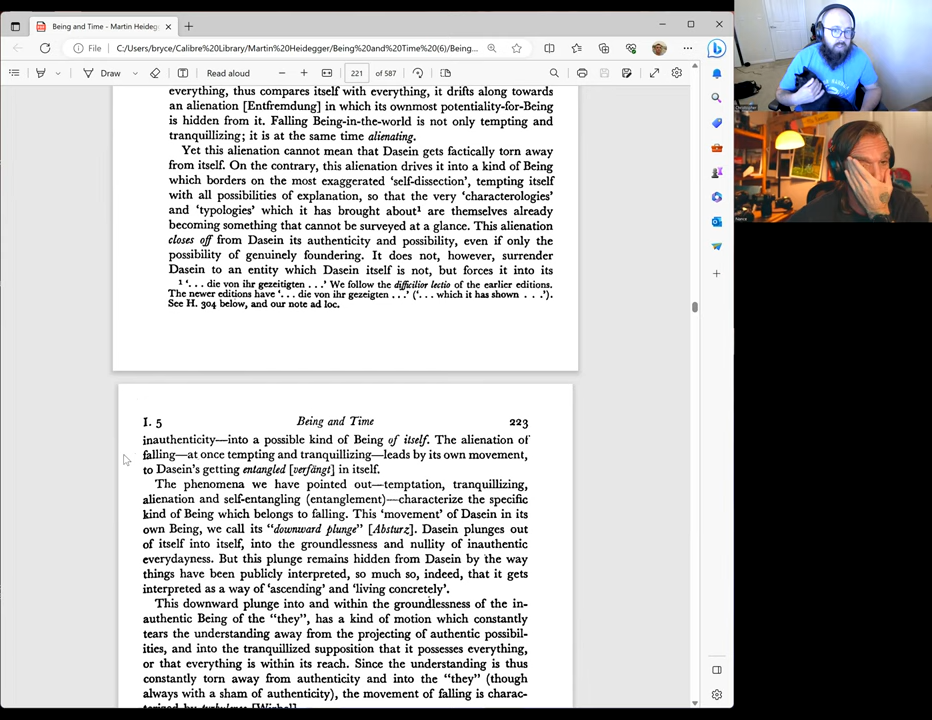 Being and Time - Martin Heideg
File
C:/Users/bryce/Calibre%20Library/Martin%20Heidegger/Being%20and%20Time%20(6)/Being...
Draw
Read aloud
221
of 587
everything, thus compares itself with everything, it drifts along towards
an alienation [Entfremdung] in which its ownmost potentiality-for-Being
is hidden from it. Falling Being-in-the-world is not only tempting and
tranquillizing; it is at the same time alienating.
Yet this alienation cannot mean that Dasein gets factically torn away
from itself. On the contrary, this alienation drives it into a kind of Being
which borders on the most exaggerated ‘self-dissection’, tempting itself
with all possibilities of explanation, so that the very ‘characterologies’
and ‘typologies’ which it has brought about¹ are themselves already
becoming something that cannot be surveyed at a glance. This alienation
closes off from Dasein its authenticity and possibility, even if only the
possibility of genuinely foundering. It does not, however, surrender
Dasein to an entity which Dasein itself is not, but forces it into its
¹ ‘. . . die von ihr gezeitigten . . .’ We follow the difficilior lectio of the earlier editions.
The newer editions have ‘. . . die von ihr gezeigten . . .’ (‘. . . which it has shown . . .’).
See H. 304 below, and our note ad loc.
I. 5
Being and Time
223
inauthenticity—into a possible kind of Being of itself. The alienation of
falling—at once tempting and tranquillizing—leads by its own movement,
to Dasein's getting entangled [verfängt] in itself.
The phenomena we have pointed out—temptation, tranquillizing,
alienation and self-entangling (entanglement)—characterize the specific
kind of Being which belongs to falling. This ‘movement’ of Dasein in its
own Being, we call its “downward plunge” [Absturz]. Dasein plunges out
of itself into itself, into the groundlessness and nullity of inauthentic
everydayness. But this plunge remains hidden from Dasein by the way
things have been publicly interpreted, so much so, indeed, that it gets
interpreted as a way of ‘ascending’ and ‘living concretely’.
This downward plunge into and within the groundlessness of the in-
authentic Being of the “they”, has a kind of motion which constantly
tears the understanding away from the projecting of authentic possibil-
ities, and into the tranquillized supposition that it possesses everything,
or that everything is within its reach. Since the understanding is thus
constantly torn away from authenticity and into the “they” (though
always with a sham of authenticity), the movement of falling is charac-
terized by turbulence [Wirbel].